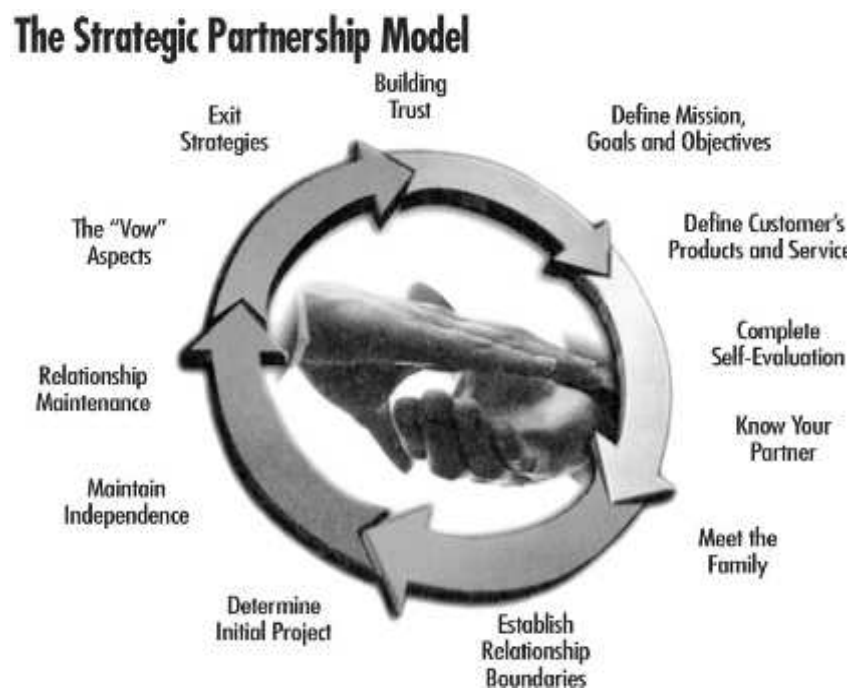 The Strategic Partnership Model
Building
Trust
Define Mission,
Goals and Objectives
Define Customer's
Products and Service
Complete
Self-Evaluation
Know Your
Partner
Meet the
Family
Establish
Relationship
Boundaries
Determine
Initial Project
Maintain
Independence
Relationship
Maintenance
The "Vow"
Aspects
Exit
Strategies